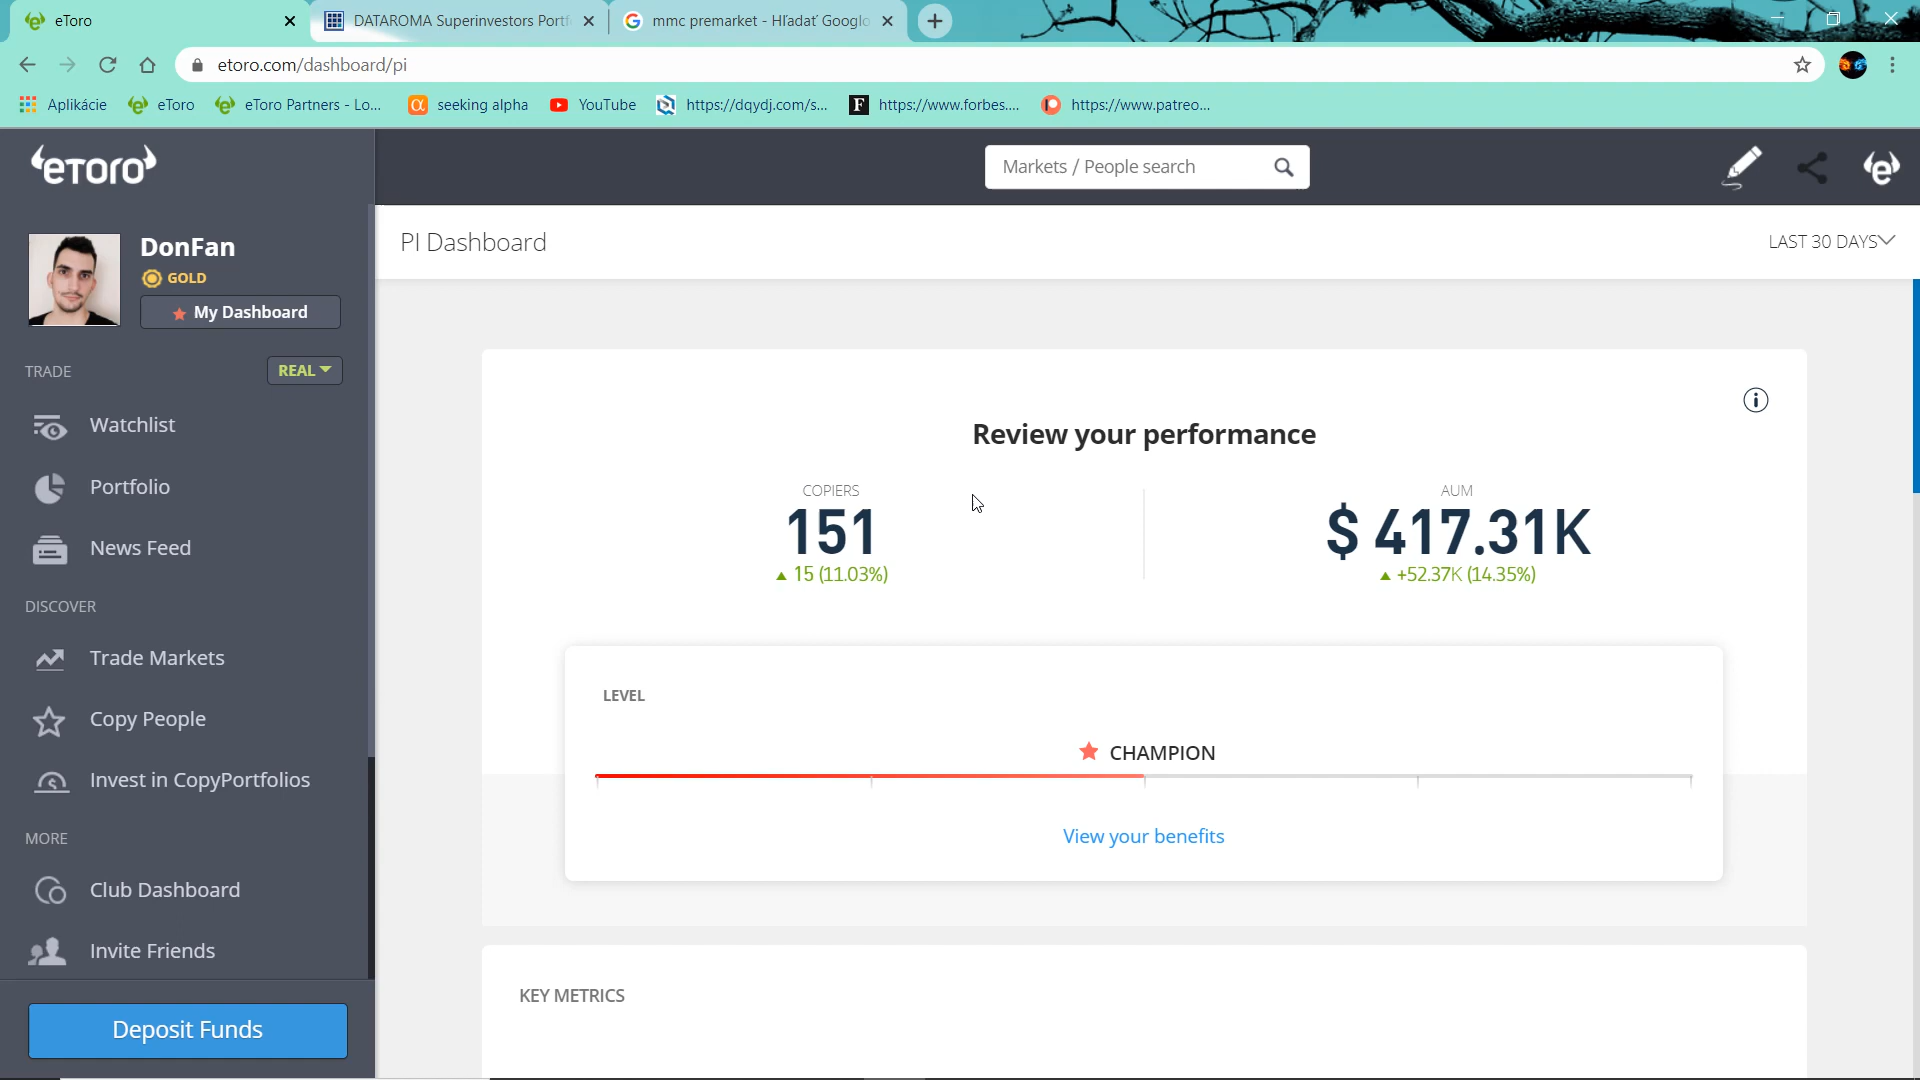 eToro
DATAROMA Superinvestors Portf
mmc premarket - Hľadať Google
etoro.com/dashboard/pi
Aplikácie
eToro
eToro Partners - Lo...
seeking alpha
YouTube
https://dqydj.com/s...
https://www.forbes....
https://www.patreo...
eTORO
Markets / People search
DonFan
GOLD
My Dashboard
PI Dashboard
LAST 30 DAYS
TRADE
REAL
Watchlist
Portfolio
News Feed
DISCOVER
Trade Markets
Copy People
Invest in CopyPortfolios
MORE
Club Dashboard
Invite Friends
Deposit Funds
Review your performance
COPIERS
151
15 (11.03%)
AUM
$ 417.31K
+52.37K (14.35%)
LEVEL
CHAMPION
View your benefits
KEY METRICS